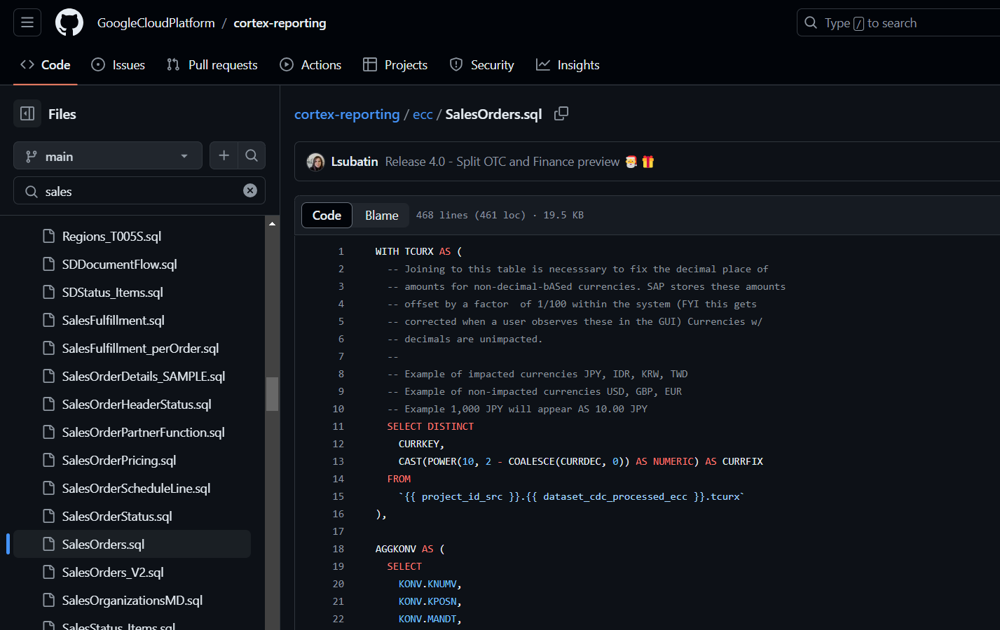 GoogleCloudPlatform / cortex-reporting
Type / to search
Code
Issues
Pull requests
Actions
Projects
Security
Insights
Files
main
sales
Regions_T005S.sql
SDDocumentFlow.sql
SDStatus_Items.sql
SalesFulfillment.sql
SalesFulfillment_perOrder.sql
SalesOrderDetails_SAMPLE.sql
SalesOrderHeaderStatus.sql
SalesOrderPartnerFunction.sql
SalesOrderPricing.sql
SalesOrderScheduleLine.sql
SalesOrderStatus.sql
SalesOrders.sql
SalesOrders_V2.sql
SalesOrganizationsMD.sql
SalesStatus_Items.sql
cortex-reporting / ecc / SalesOrders.sql
Lsubatin Release 4.0 - Split OTC and Finance preview 🎅 🎁
Code Blame 468 lines (461 loc) · 19.5 KB
1 WITH TCURX AS (
2 -- Joining to this table is necesssary to fix the decimal place of
3 -- amounts for non-decimal-bASed currencies. SAP stores these amounts
4 -- offset by a factor  of 1/100 within the system (FYI this gets
5 -- corrected when a user observes these in the GUI) Currencies w/
6 -- decimals are unimpacted.
7 --
8 -- Example of impacted currencies JPY, IDR, KRW, TWD
9 -- Example of non-impacted currencies USD, GBP, EUR
10 -- Example 1,000 JPY will appear AS 10.00 JPY
11 SELECT DISTINCT
12 CURRKEY,
13 CAST(POWER(10, 2 - COALESCE(CURRDEC, 0)) AS NUMERIC) AS CURRFIX
14 FROM
15 `{{ project_id_src }}.{{ dataset_cdc_processed_ecc }}.tcurx`
16 ),
17
18 AGGKONV AS (
19 SELECT
20 KONV.KNUMV,
21 KONV.KPOSN,
22 KONV.MANDT,